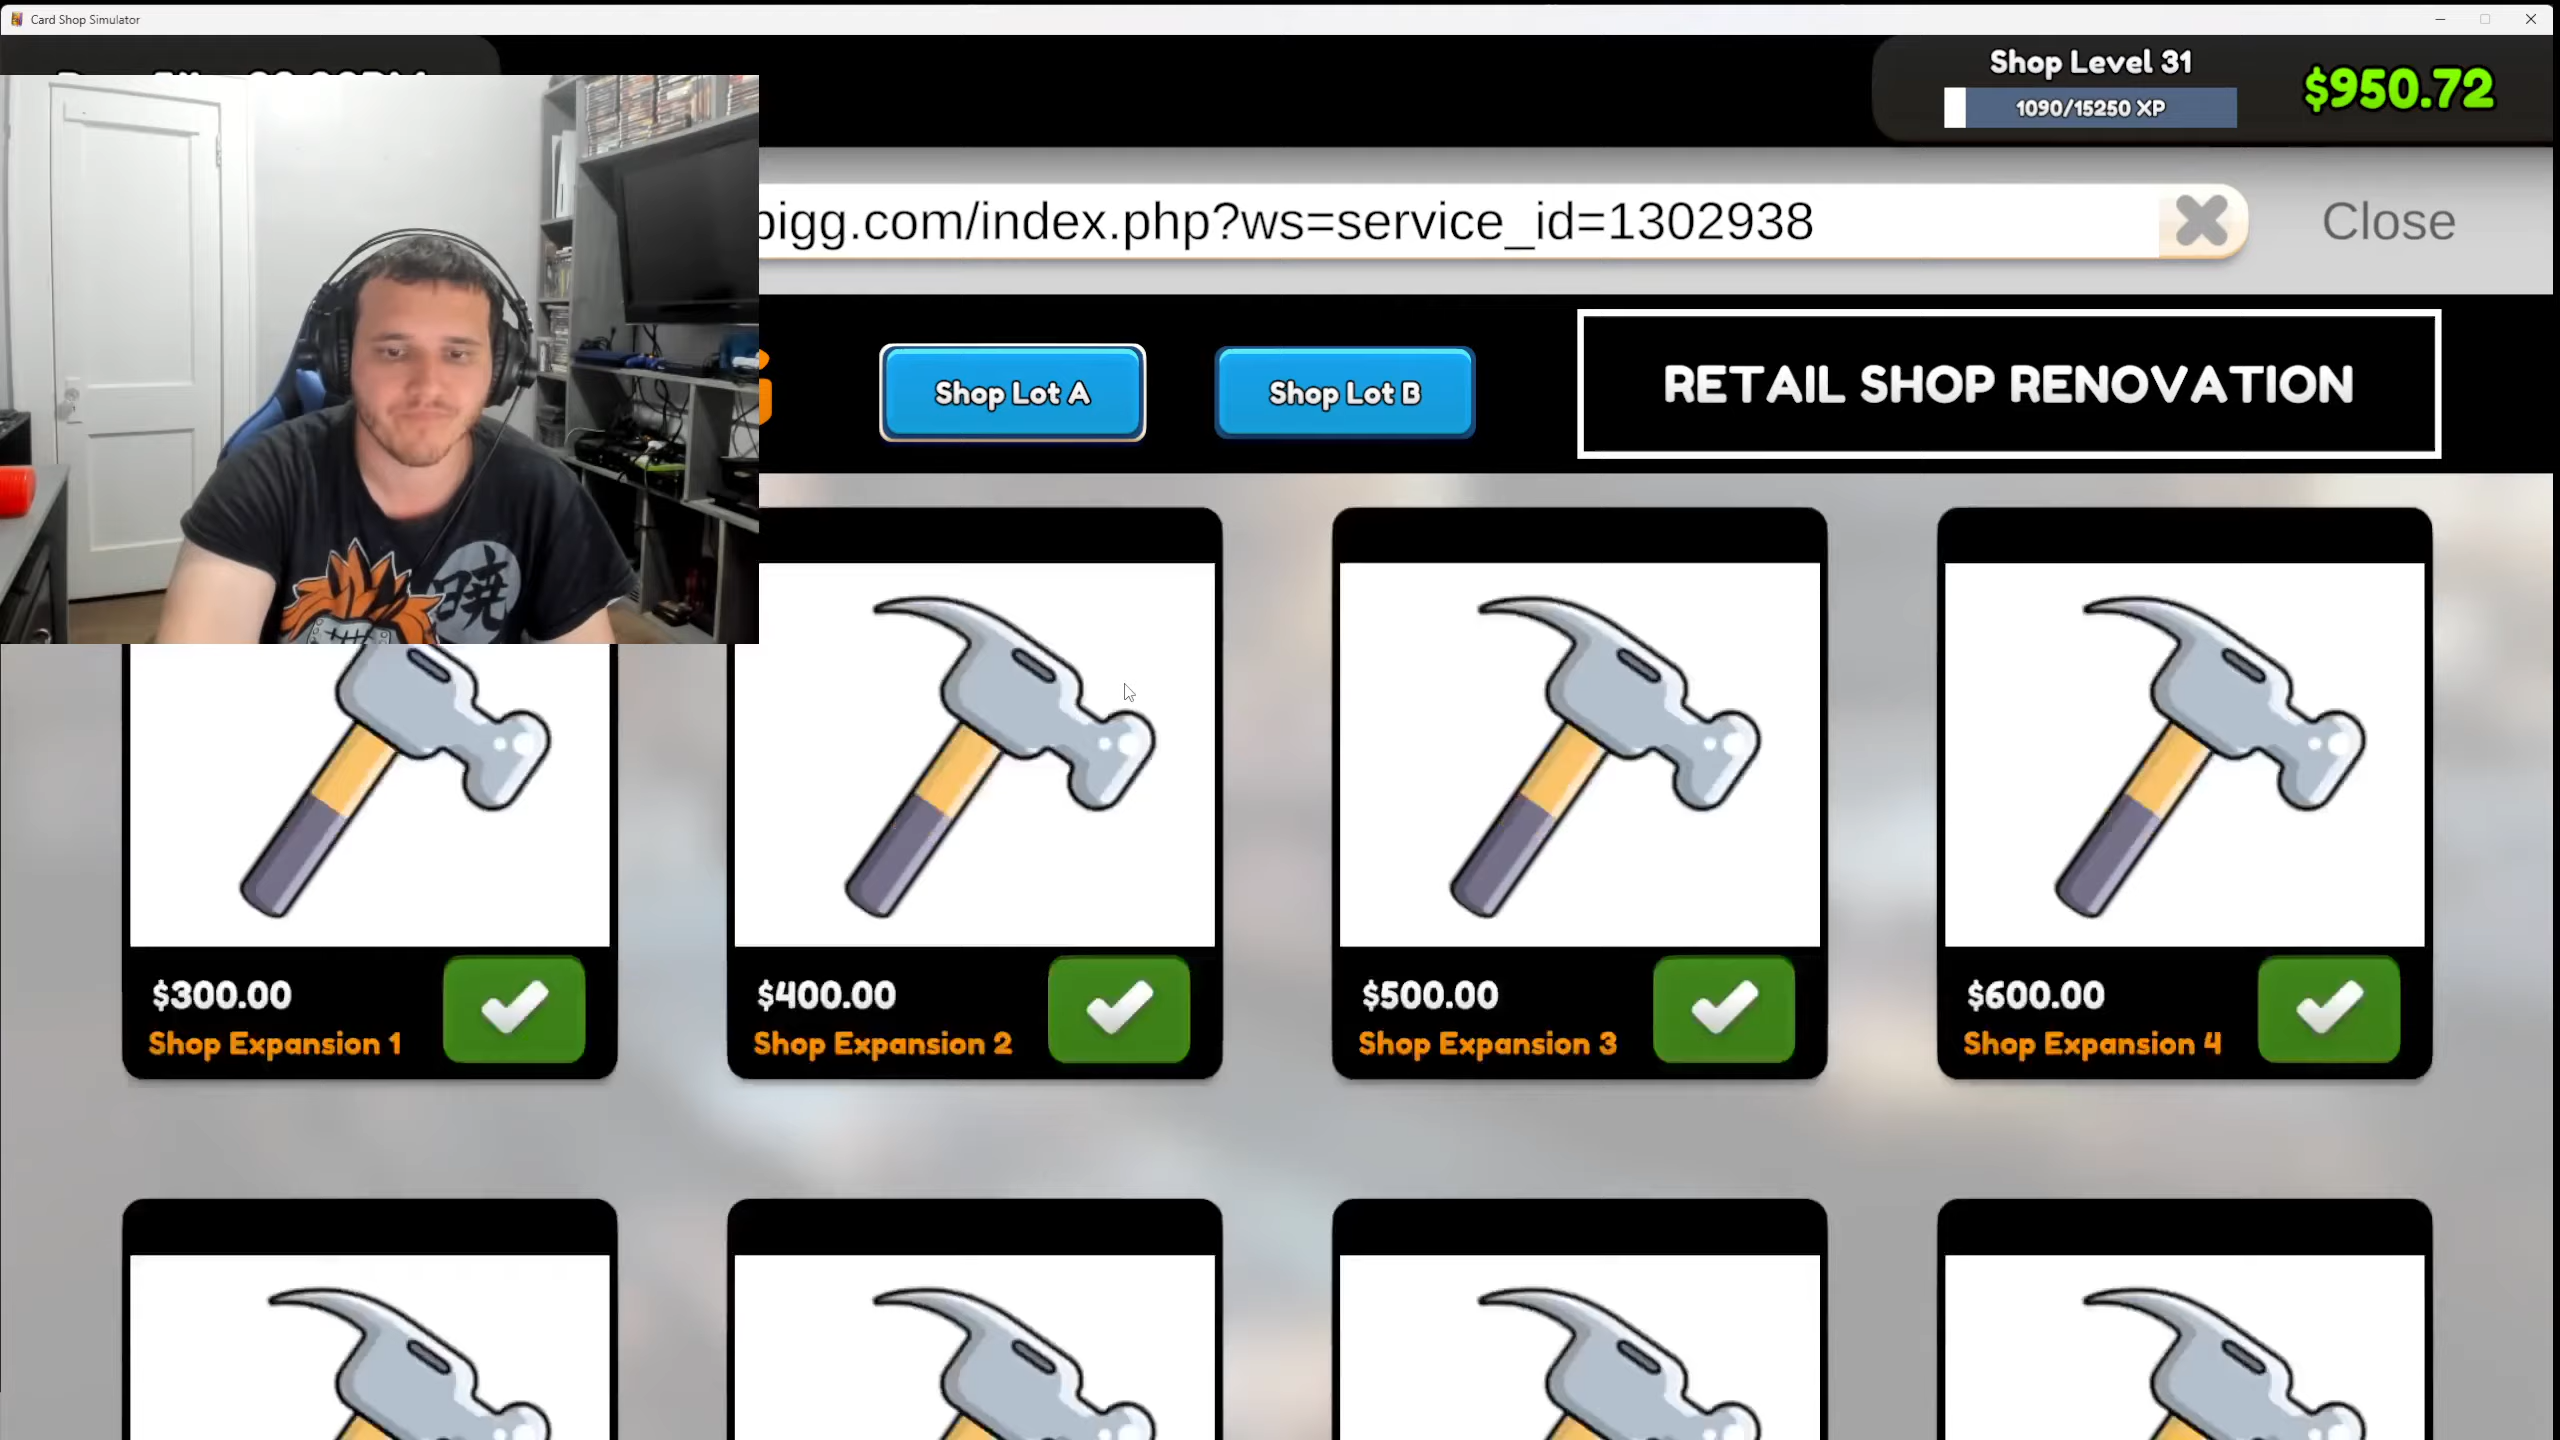 Card Shop Simulator
Shop Level 31
1090/15250 XP
$950.72
bigg.com/index.php?ws=service_id=1302938
Close
Shop Lot A
Shop Lot B
RETAIL SHOP RENOVATION
暁
$300.00
Shop Expansion 1
$400.00
Shop Expansion 2
$500.00
Shop Expansion 3
$600.00
Shop Expansion 4